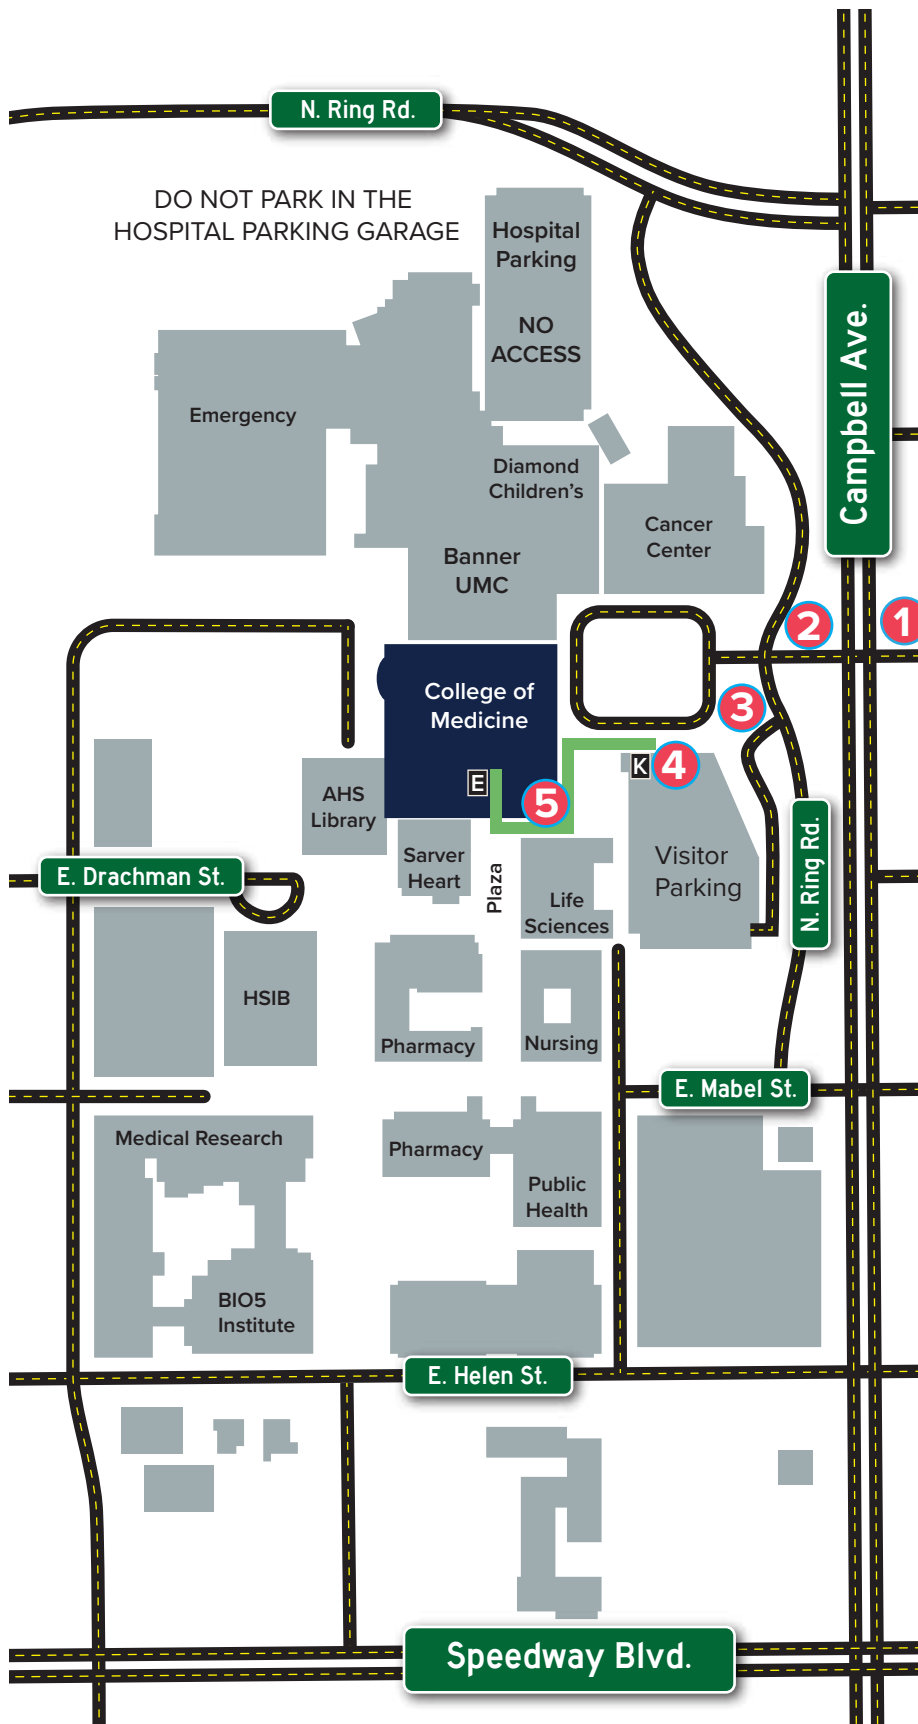 N. Ring Rd.
DO NOT PARK IN THE
HOSPITAL PARKING GARAGE
Hospital
Parking
NO
ACCESS
Campbell Ave.
Emergency
Diamond
Children's
Cancer
Center
Banner
UMC
1
2
College of
Medicine
3
4
K
E
5
AHS
Library
Sarver
Heart
Plaza
Visitor
Parking
N. Ring Rd.
E. Drachman St.
Life
Sciences
HSIB
Pharmacy
Nursing
E. Mabel St.
Medical Research
Pharmacy
Public
Health
BIO5
Institute
E. Helen St.
Speedway Blvd.